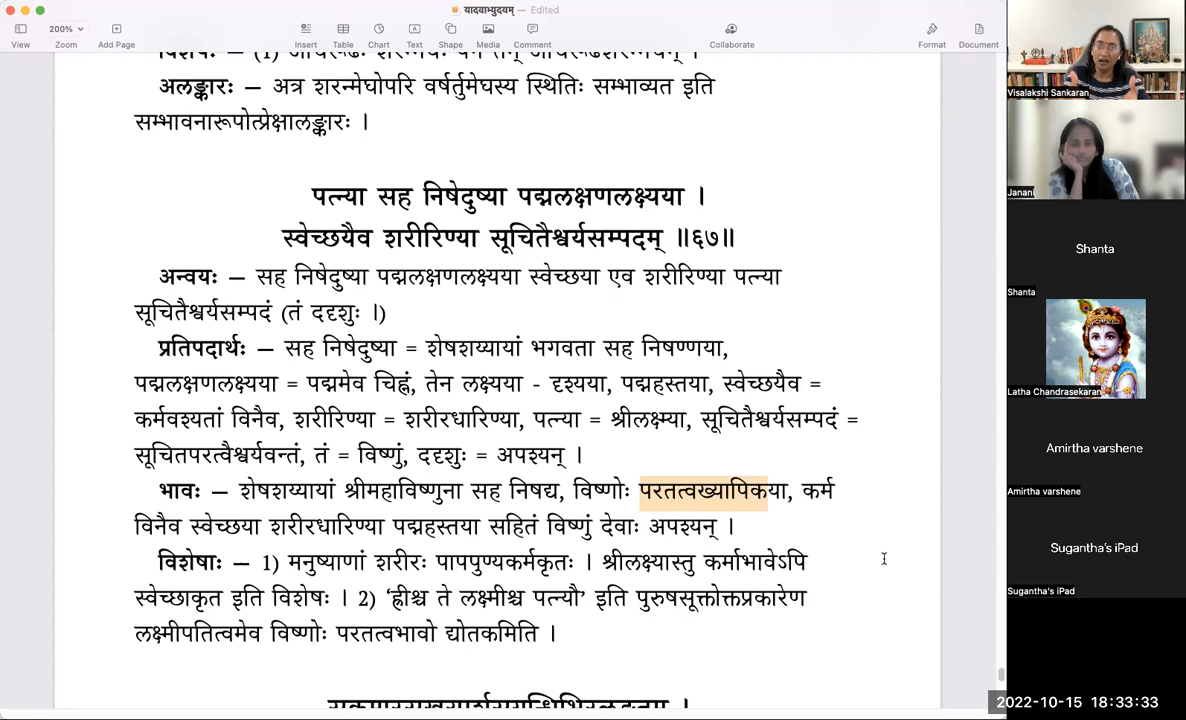 यादवाभ्युदयम् — Edited
200%
View
Zoom
Add Page
Insert
Table
Chart
Text
Shape
Media
Comment
Collaborate
Format
Document
अलङ्कारः — अत्र शरन्मेघोपरि वर्षर्तुमेघस्य स्थितिः सम्भाव्यत इति
सम्भावनारूपोत्प्रेक्षालङ्कारः ।
पत्न्या सह निषेदुष्या पद्मलक्षणलक्ष्यया ।
स्वेच्छयैव शरीरिण्या सूचितैश्वर्यसम्पदम् ॥६७॥
अन्वयः — सह निषेदुष्या पद्मलक्षणलक्ष्यया स्वेच्छया एव शरीरिण्या पत्न्या
सूचितैश्वर्यसम्पदं (तं ददृशुः ।)
प्रतिपदार्थः — सह निषेदुष्या = शेषशय्यायां भगवता सह निषण्णया,
पद्मलक्षणलक्ष्यया = पद्ममेव चिह्नं, तेन लक्ष्यया - दृश्यया, पद्महस्तया, स्वेच्छयैव =
कर्मवश्यतां विनैव, शरीरिण्या = शरीरधारिण्या, पत्न्या = श्रीलक्ष्म्या, सूचितैश्वर्यसम्पदं =
सूचितपरत्वैश्वर्यवन्तं, तं = विष्णुं, ददृशुः = अपश्यन् ।
भावः — शेषशय्यायां श्रीमहाविष्णुना सह निषद्य, विष्णोः परतत्वख्यापिकया, कर्म
विनैव स्वेच्छया शरीरधारिण्या पद्महस्तया सहितं विष्णुं देवाः अपश्यन् ।
विशेषाः — 1) मनुष्याणां शरीरः पापपुण्यकर्मकृतः । श्रीलक्ष्यास्तु कर्माभावेऽपि
स्वेच्छाकृत इति विशेषः । 2) ‘ह्रीश्च ते लक्ष्मीश्च पत्न्यौ’ इति पुरुषसूक्तोक्तप्रकारेण
लक्ष्मीपतित्वमेव विष्णोः परतत्वभावो द्योतकमिति ।
Visalakshi Sankaran
Janani
Shanta
Shanta
Latha Chandrasekaran
Amirtha varshene
Amirtha varshene
Sugantha's iPad
Sugantha's iPad
2022-10-15 18:33:33